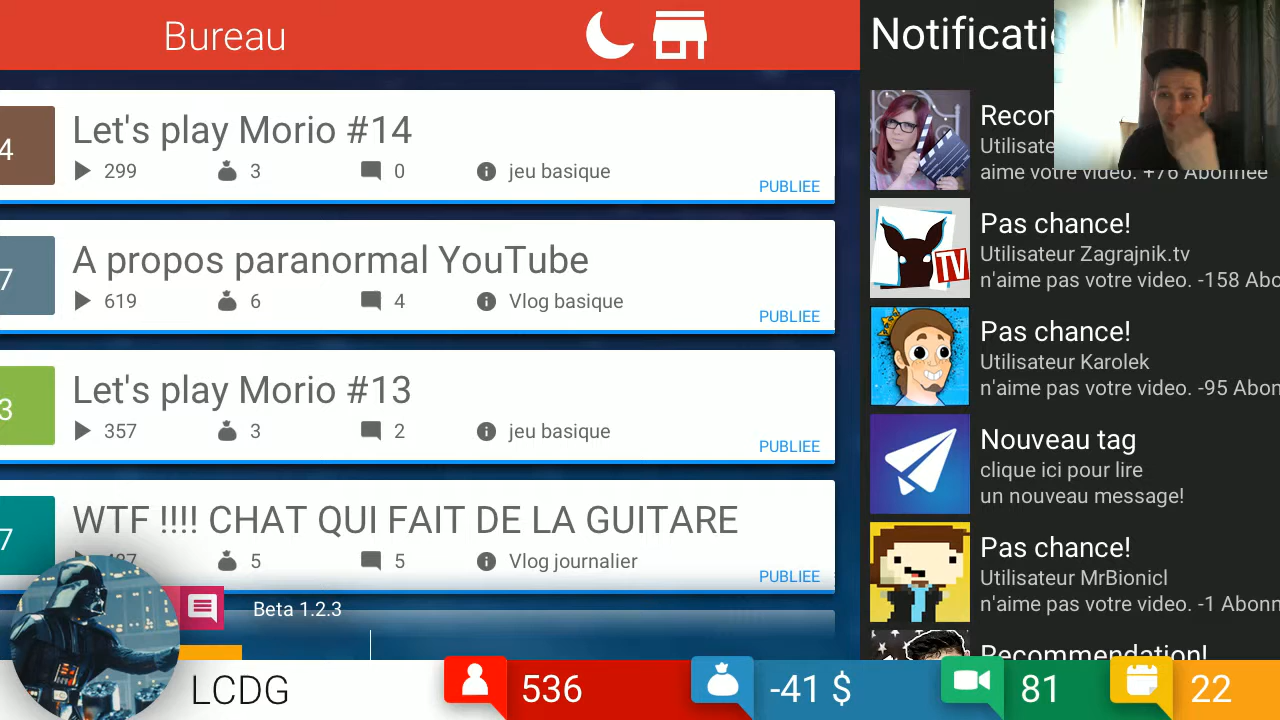 Bureau
4
Let's play Morio #14
299
3
0
jeu basique
PUBLIEE
7
A propos paranormal YouTube
619
6
4
Vlog basique
PUBLIEE
3
Let's play Morio #13
357
3
2
jeu basique
PUBLIEE
7
WTF !!!! CHAT QUI FAIT DE LA GUITARE
5
5
Vlog journalier
PUBLIEE
Beta 1.2.3
LCDG
536
-41 $
81
22
Notificati
Recom
Utilisate
aime votre video. +76 Abonnée
Pas chance!
Utilisateur Zagrajnik.tv
n'aime pas votre video. -158 Abo
TV
Pas chance!
Utilisateur Karolek
n'aime pas votre video. -95 Abon
Nouveau tag
clique ici pour lire
un nouveau message!
Pas chance!
Utilisateur MrBionicl
n'aime pas votre video. -1 Abonn
Recommendation!